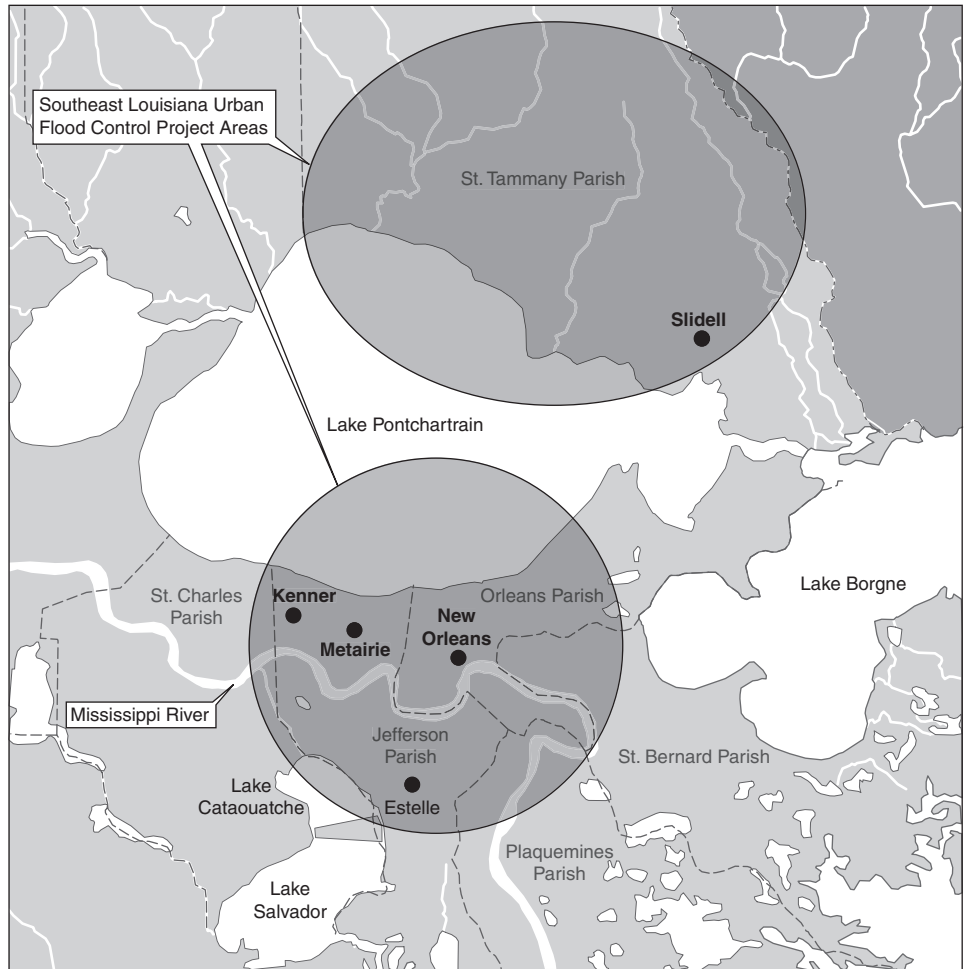 Southeast Louisiana Urban
Flood Control Project Areas
St. Tammany Parish
Slidell
Lake Pontchartrain
St. Charles
Parish
Kenner
Metairie
New
Orleans
Orleans Parish
Lake Borgne
Mississippi River
Jefferson
Parish
St. Bernard Parish
Lake
Cataouatche
Estelle
Plaquemines
Parish
Lake
Salvador